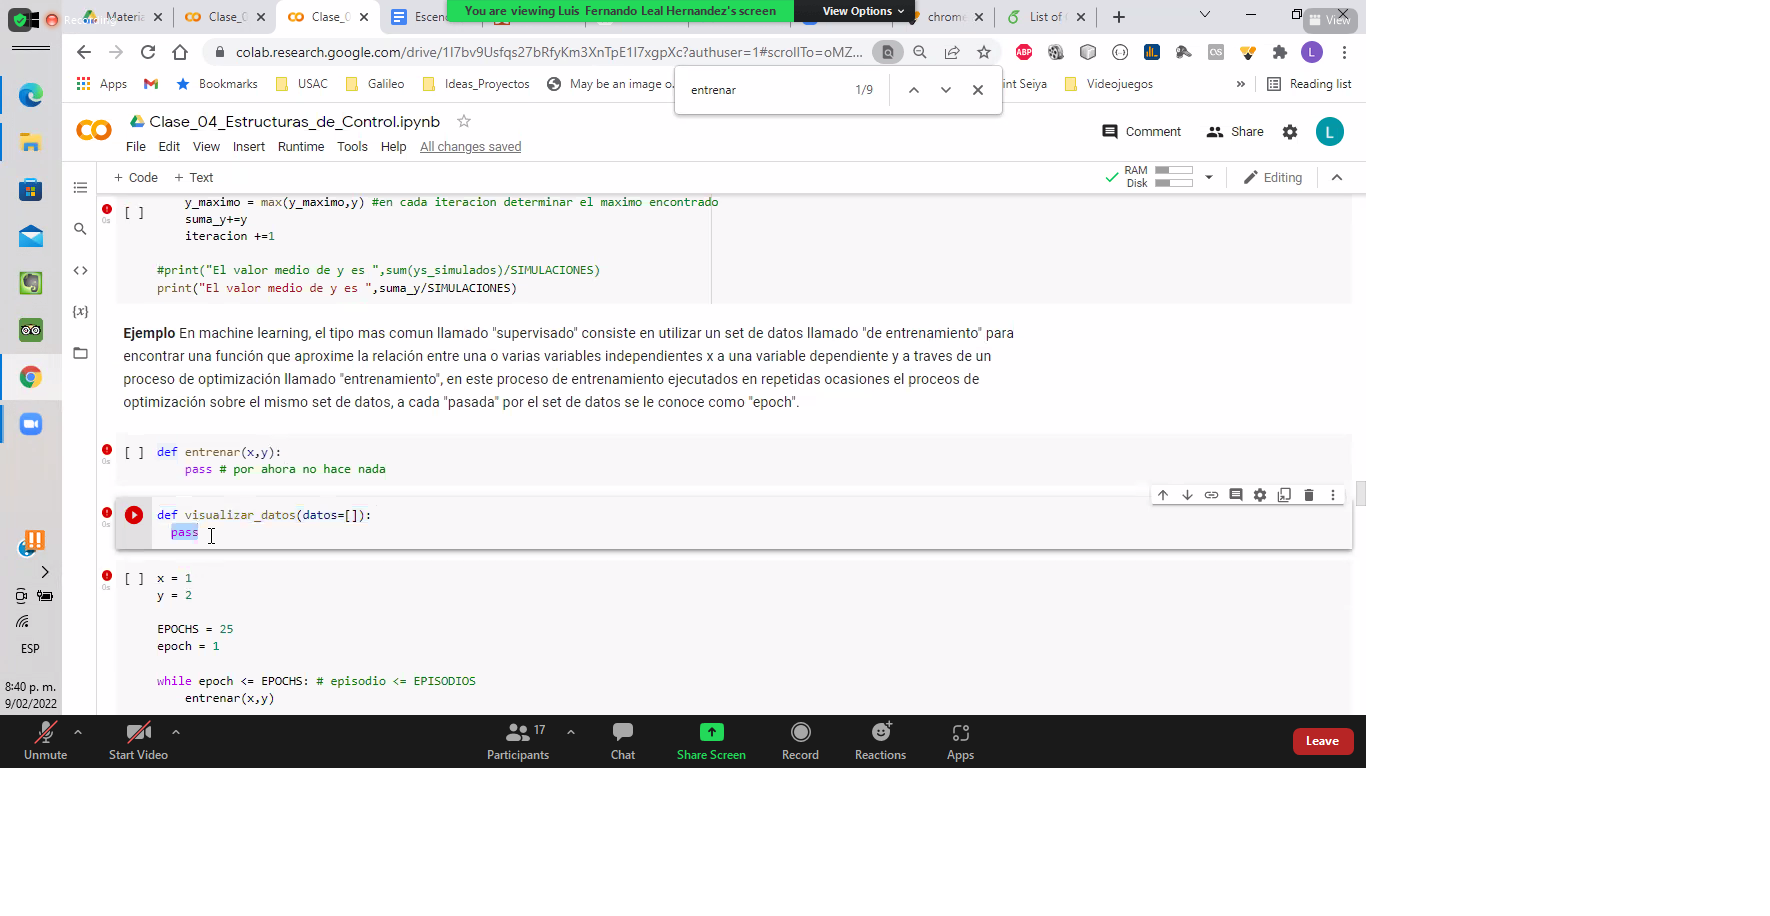 Recording
You are viewing Luis Fernando Leal Hernandez's screen
View Options
Materia
Clase_0
Clase_0
Escen
chrome
List of
View
colab.research.google.com/drive/1I7bv9Usfqs27bRfyKm3XnTpE1I7xgpXc?authuser=1#scrollTo=oMZ...
ABP
OS
L
Apps
Bookmarks
USAC
Galileo
Ideas_Proyectos
May be an image o
int Seiya
Videojuegos
»
Reading list
entrenar
1/9
Clase_04_Estructuras_de_Control.ipynb
Comment
Share
L
File Edit View Insert Runtime Tools Help All changes saved
+ Code + Text
RAM
Disk
Editing
y_maximo = max(y_maximo,y) #en cada iteracion determinar el maximo encontrado
[ ]
0s
suma_y+=y
iteracion +=1
#print("El valor medio de y es ",sum(ys_simulados)/SIMULACIONES)
print("El valor medio de y es ",suma_y/SIMULACIONES)
{x}
Ejemplo En machine learning, el tipo mas comun llamado "supervisado" consiste en utilizar un set de datos llamado "de entrenamiento" para
encontrar una función que aproxime la relación entre una o varias variables independientes x a una variable dependiente y a traves de un
proceso de optimización llamado "entrenamiento", en este proceso de entrenamiento ejecutados en repetidas ocasiones el proceos de
optimización sobre el mismo set de datos, a cada "pasada" por el set de datos se le conoce como "epoch".
[ ] def entrenar(x,y):
0s
pass # por ahora no hace nada
def visualizar_datos(datos=[]):
0s
pass
[ ] x = 1
0s
y = 2
EPOCHS = 25
epoch = 1
while epoch <= EPOCHS: # episodio <= EPISODIOS
entrenar(x,y)
ESP
8:40 p. m.
9/02/2022
Unmute
Start Video
17
Participants
Chat
Share Screen
Record
Reactions
Apps
Leave